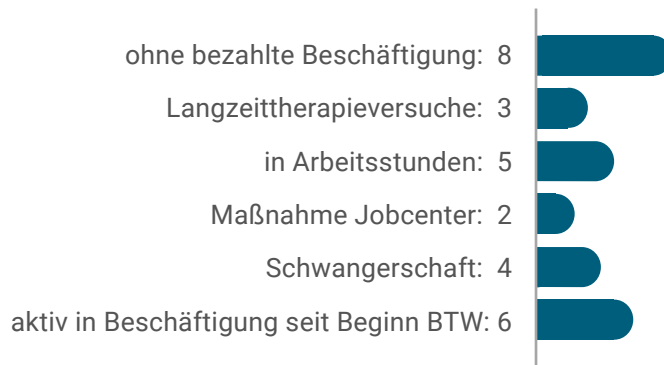 ohne bezahlte Beschäftigung: 8
Langzeittherapieversuche: 3
in Arbeitsstunden: 5
Maßnahme Jobcenter: 2
Schwangerschaft: 4
aktiv in Beschäftigung seit Beginn BTW: 6